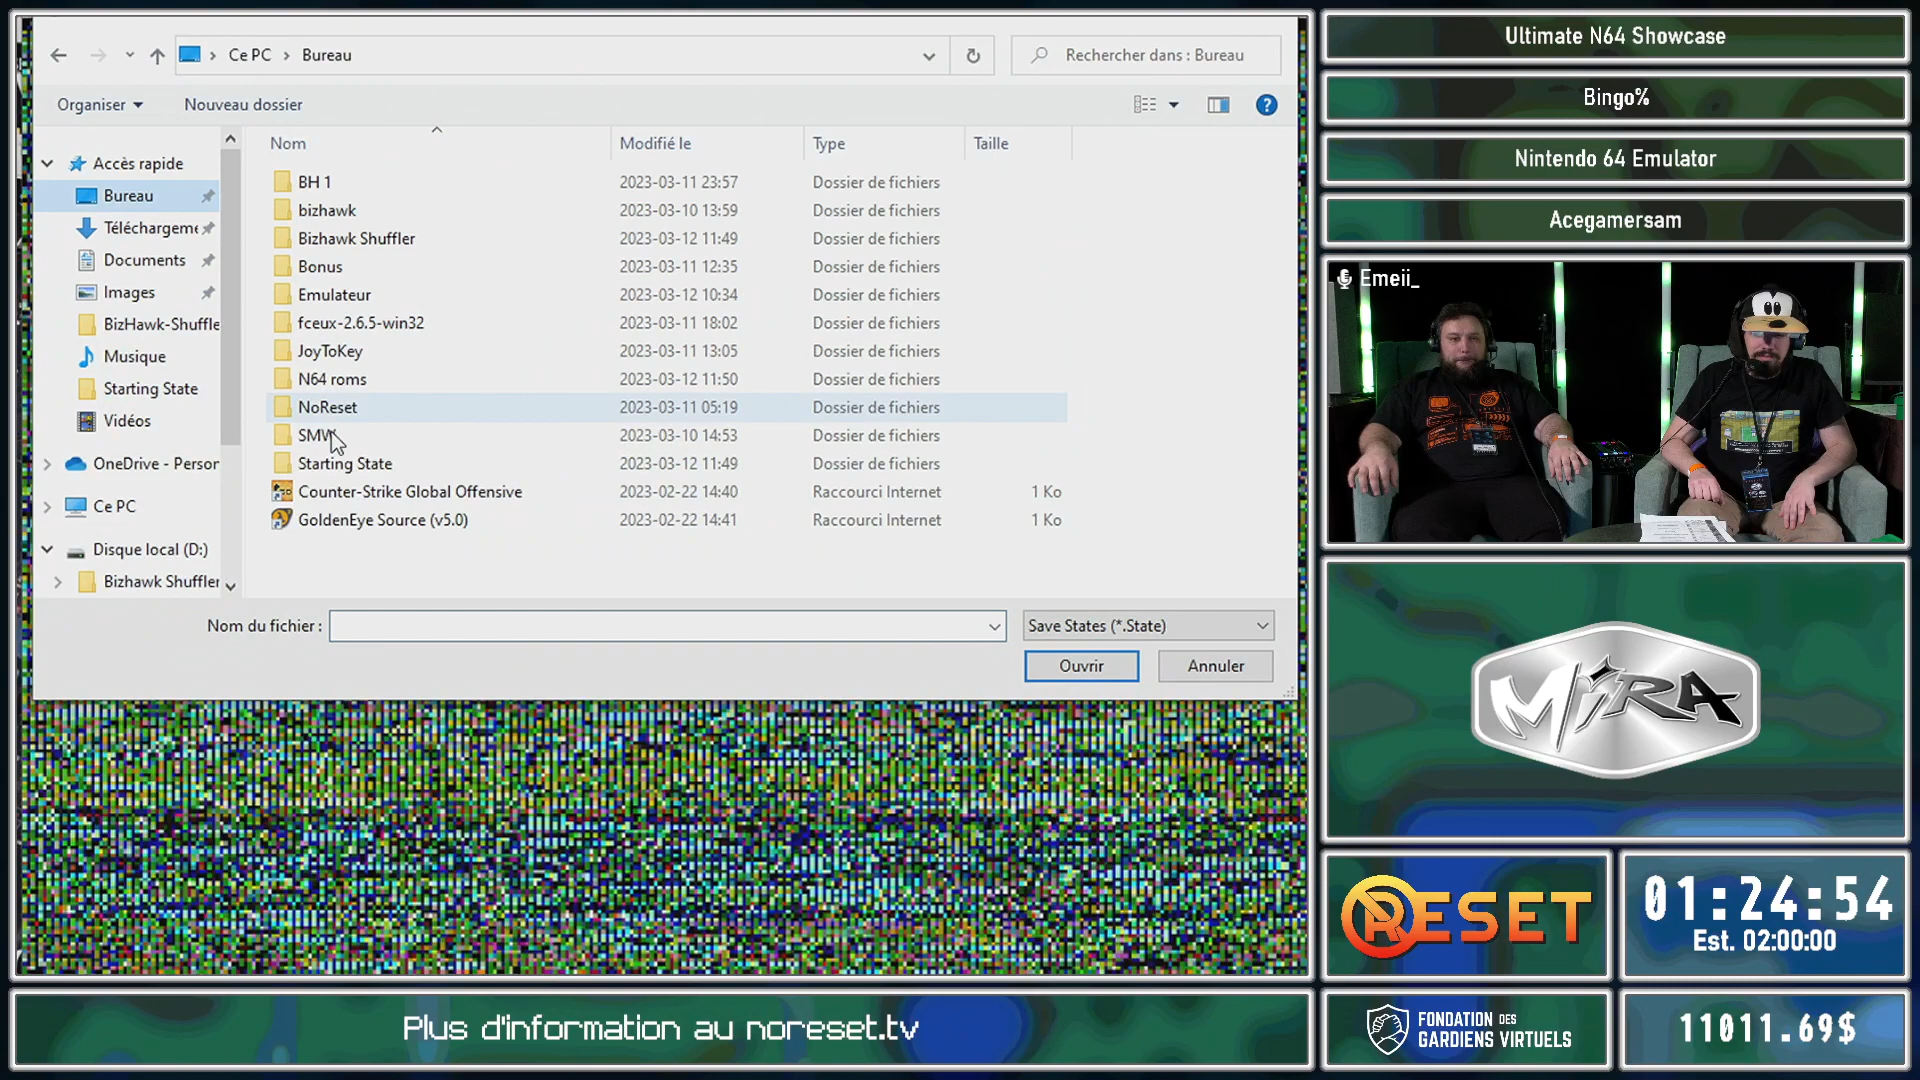 Ce PC
Bureau
Rechercher dans : Bureau
Organiser
Nouveau dossier
Nom
Modifié le
Type
Taille
Accès rapide
Bureau
Téléchargeme
Documents
Images
BizHawk-Shuffle
Musique
Starting State
Vidéos
OneDrive - Person
Ce PC
Disque local (D:)
Bizhawk Shuffler
BH 1 2023-03-11 23:57 Dossier de fichiers
bizhawk 2023-03-10 13:59 Dossier de fichiers
Bizhawk Shuffler 2023-03-12 11:49 Dossier de fichiers
Bonus 2023-03-11 12:35 Dossier de fichiers
Emulateur 2023-03-12 10:34 Dossier de fichiers
fceux-2.6.5-win32 2023-03-11 18:02 Dossier de fichiers
JoyToKey 2023-03-11 13:05 Dossier de fichiers
N64 roms 2023-03-12 11:50 Dossier de fichiers
NoReset 2023-03-11 05:19 Dossier de fichiers
SMW 2023-03-10 14:53 Dossier de fichiers
Starting State 2023-03-12 11:49 Dossier de fichiers
Counter-Strike Global Offensive 2023-02-22 14:40 Raccourci Internet 1 Ko
GoldenEye Source (v5.0) 2023-02-22 14:41 Raccourci Internet 1 Ko
Nom du fichier :
Save States (*.State)
Ouvrir
Annuler
Ultimate N64 Showcase
Bingo%
Nintendo 64 Emulator
Acegamersam
Emeii_
MiRA
RESET
01:24:54
Est. 02:00:00
Plus d'information au noreset.tv
FONDATION DES
GARDIENS VIRTUELS
11011.69$